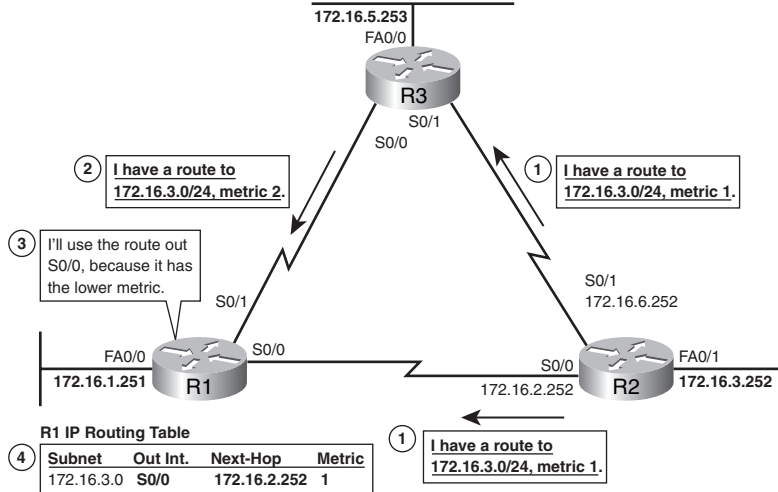 172.16.5.253
FA0/0
R3
S0/1
S0/0
2
I have a route to
172.16.3.0/24, metric 2.
1
I have a route to
172.16.3.0/24, metric 1.
3
I'll use the route out
S0/0, because it has
the lower metric.
S0/1
S0/1
172.16.6.252
FA0/0
S0/0
172.16.1.251
R1
S0/0
172.16.2.252
R2
FA0/1
172.16.3.252
1
I have a route to
172.16.3.0/24, metric 1.
R1 IP Routing Table
4
Subnet Out Int. Next-Hop Metric
172.16.3.0 S0/0 172.16.2.252 1